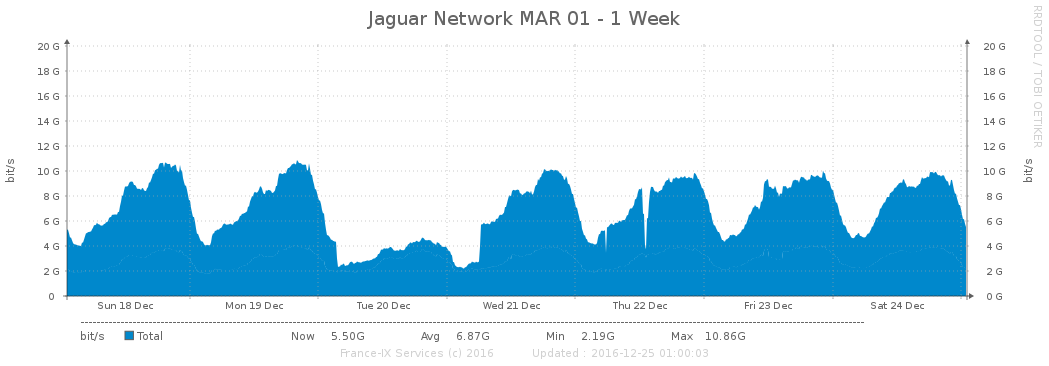 Jaguar Network MAR 01 - 1 Week
RRDTOOL / TOBI OETIKER
bit/s
bit/s
20 G 20 G
18 G 18 G
16 G 16 G
14 G 14 G
12 G 12 G
10 G 10 G
8 G 8 G
6 G 6 G
4 G 4 G
2 G 2 G
0 0 G
Sun 18 Dec Mon 19 Dec Tue 20 Dec Wed 21 Dec Thu 22 Dec Fri 23 Dec Sat 24 Dec
bit/s Total Now 5.50G Avg 6.87G Min 2.19G Max 10.86G
France-IX Services (c) 2016 Updated : 2016-12-25 01:00:03